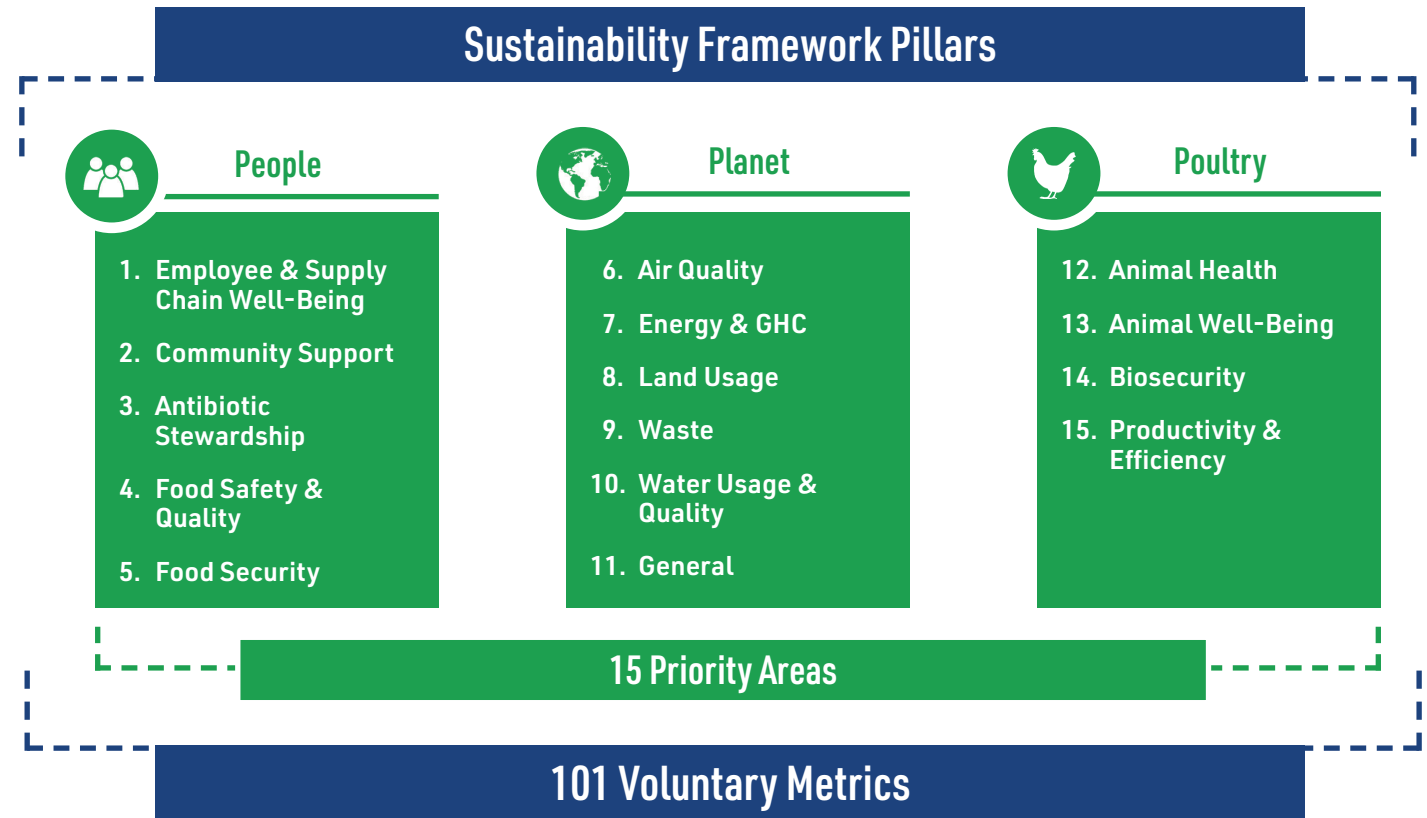 Sustainability Framework Pillars
People
1. Employee & Supply
Chain Well-Being
2. Community Support
3. Antibiotic
Stewardship
4. Food Safety &
Quality
5. Food Security
Planet
6. Air Quality
7. Energy & GHC
8. Land Usage
9. Waste
10. Water Usage &
Quality
11. General
Poultry
12. Animal Health
13. Animal Well-Being
14. Biosecurity
15. Productivity &
Efficiency
15 Priority Areas
101 Voluntary Metrics